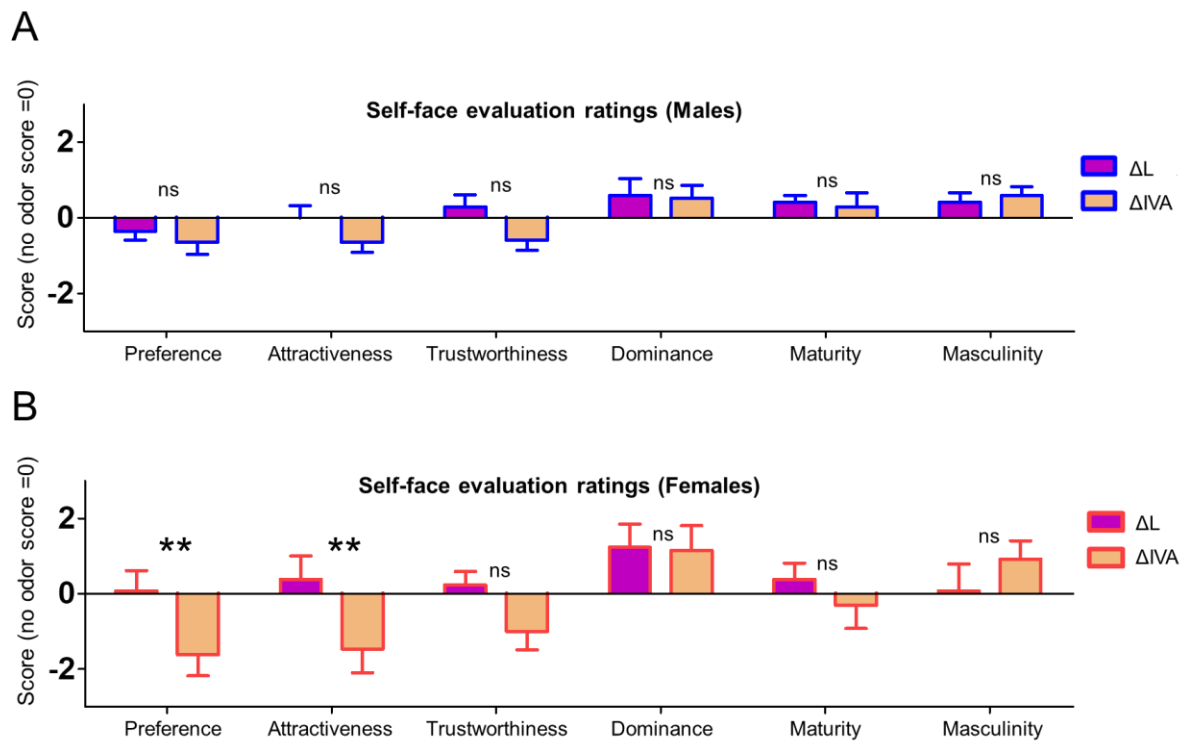 A
Self-face evaluation ratings (Males)
Score (no odor score =0)
2
0
-2
ns
ns
ns
ns
ns
ns
ΔL
ΔIVA
Preference
Attractiveness
Trustworthiness
Dominance
Maturity
Masculinity
B
Self-face evaluation ratings (Females)
Score (no odor score =0)
2
0
-2
**
**
ns
ns
ns
ns
ΔL
ΔIVA
Preference
Attractiveness
Trustworthiness
Dominance
Maturity
Masculinity